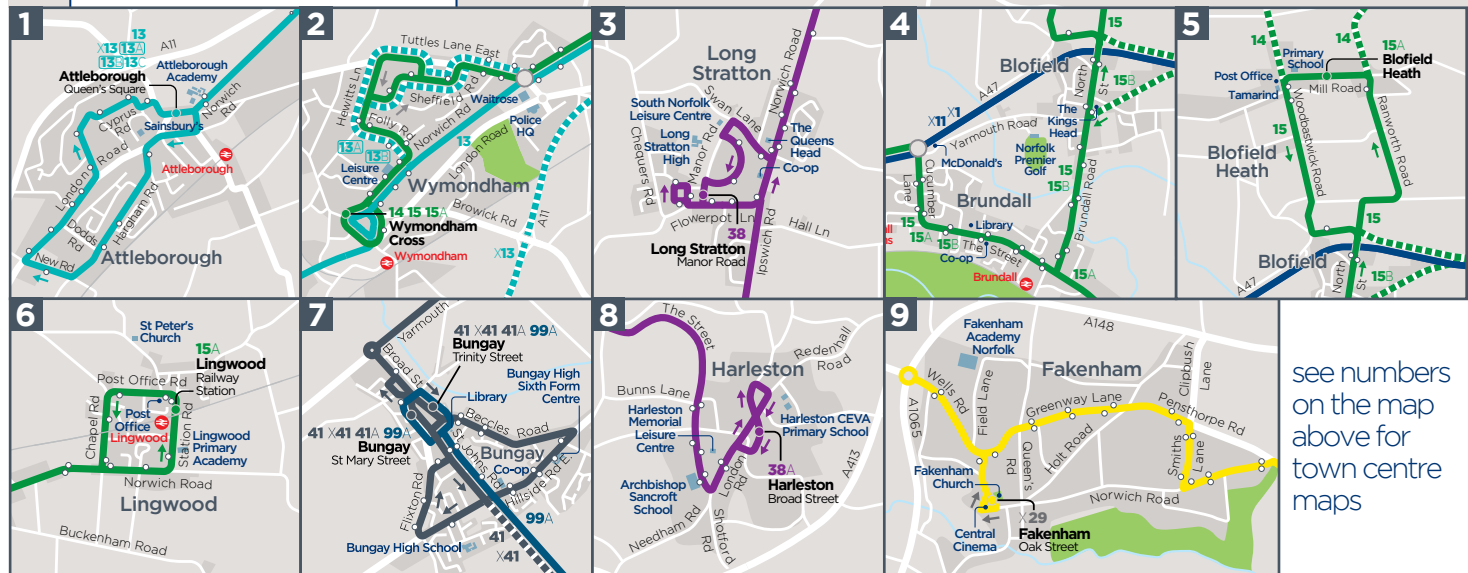 1
13
X13 13A
13B 13C
Attleborough
Queen's Square
A11
Attleborough
Academy
Norwich
Rd
Cyprus
Rd
Sainsbury's
Attleborough
London
Road
Dodds
Rd
Hargham Rd
New Rd
Attleborough
2
Tuttles Lane East
Hewitts Ln
Sheffield
Rd
Waitrose
Folly Rd
Norwich Rd
London Road
Police
HQ
13A
13B
13
Leisure
Centre
Wymondham
Browick Rd
A11
14 15 15A
Wymondham
Cross
Wymondham
X13
3
Long
Stratton
Norwich Road
South Norfolk
Leisure Centre
Swan Lane
Long
Stratton
High
Manor Rd
The
Queens
Head
Co-op
Chequers Rd
Flowerpot Ln
Hall Ln
38
Long Stratton
Manor Road
Ipswich Rd
4
15
15
Blofield
North
St
15B
A47
X11 X1
Yarmouth Road
The
Kings
Head
McDonald's
Norfolk
Premier
Golf
15
15B
Cucumber
Lane
Brundall
Library
15
15A
15B
The Street
Co-op
Brundall Road
Brundall
15A
5
14
14
Primary
School
15A
Blofield
Heath
Post Office
Tamarind
Mill Road
Woodbastwick Road
Ranworth Road
15
Blofield
Heath
15
Blofield
North
St
15B
A47
6
St Peter's
Church
15A
Lingwood
Railway
Station
Post Office Rd
Chapel Rd
Post
Office
Lingwood
Station Rd
Lingwood
Primary
Academy
Norwich Road
Lingwood
Buckenham Road
7
Yarmouth
41 X41 41A 99A
Bungay
Trinity Street
Broad St
Bungay High
Sixth Form
Centre
Library
Beccles Road
41 X41 41A 99A
Bungay
St Mary Street
St Johns Rd
Bungay
Co-op
Hillside Rd E.
Flixton Rd
99A
Bungay High School
41
X41
8
The Street
Redenhall
Road
Bunns Lane
Harleston
Harleston
Memorial
Leisure
Centre
Harleston CEVA
Primary School
London
Rd
38A
Harleston
Broad Street
A413
Archbishop
Sancroft
School
Needham Rd
Shotford
Rd
9
A148
Fakenham
Academy
Norfolk
Fakenham
Clipbush
Lane
Wells Rd
Field Lane
Greenway Lane
Pensthorpe Rd
A1065
Queen's
Rd
Holt Road
Smiths
Lane
Fakenham
Church
Norwich Road
X29
Fakenham
Oak Street
Central
Cinema
see numbers
on the map
above for
town centre
maps